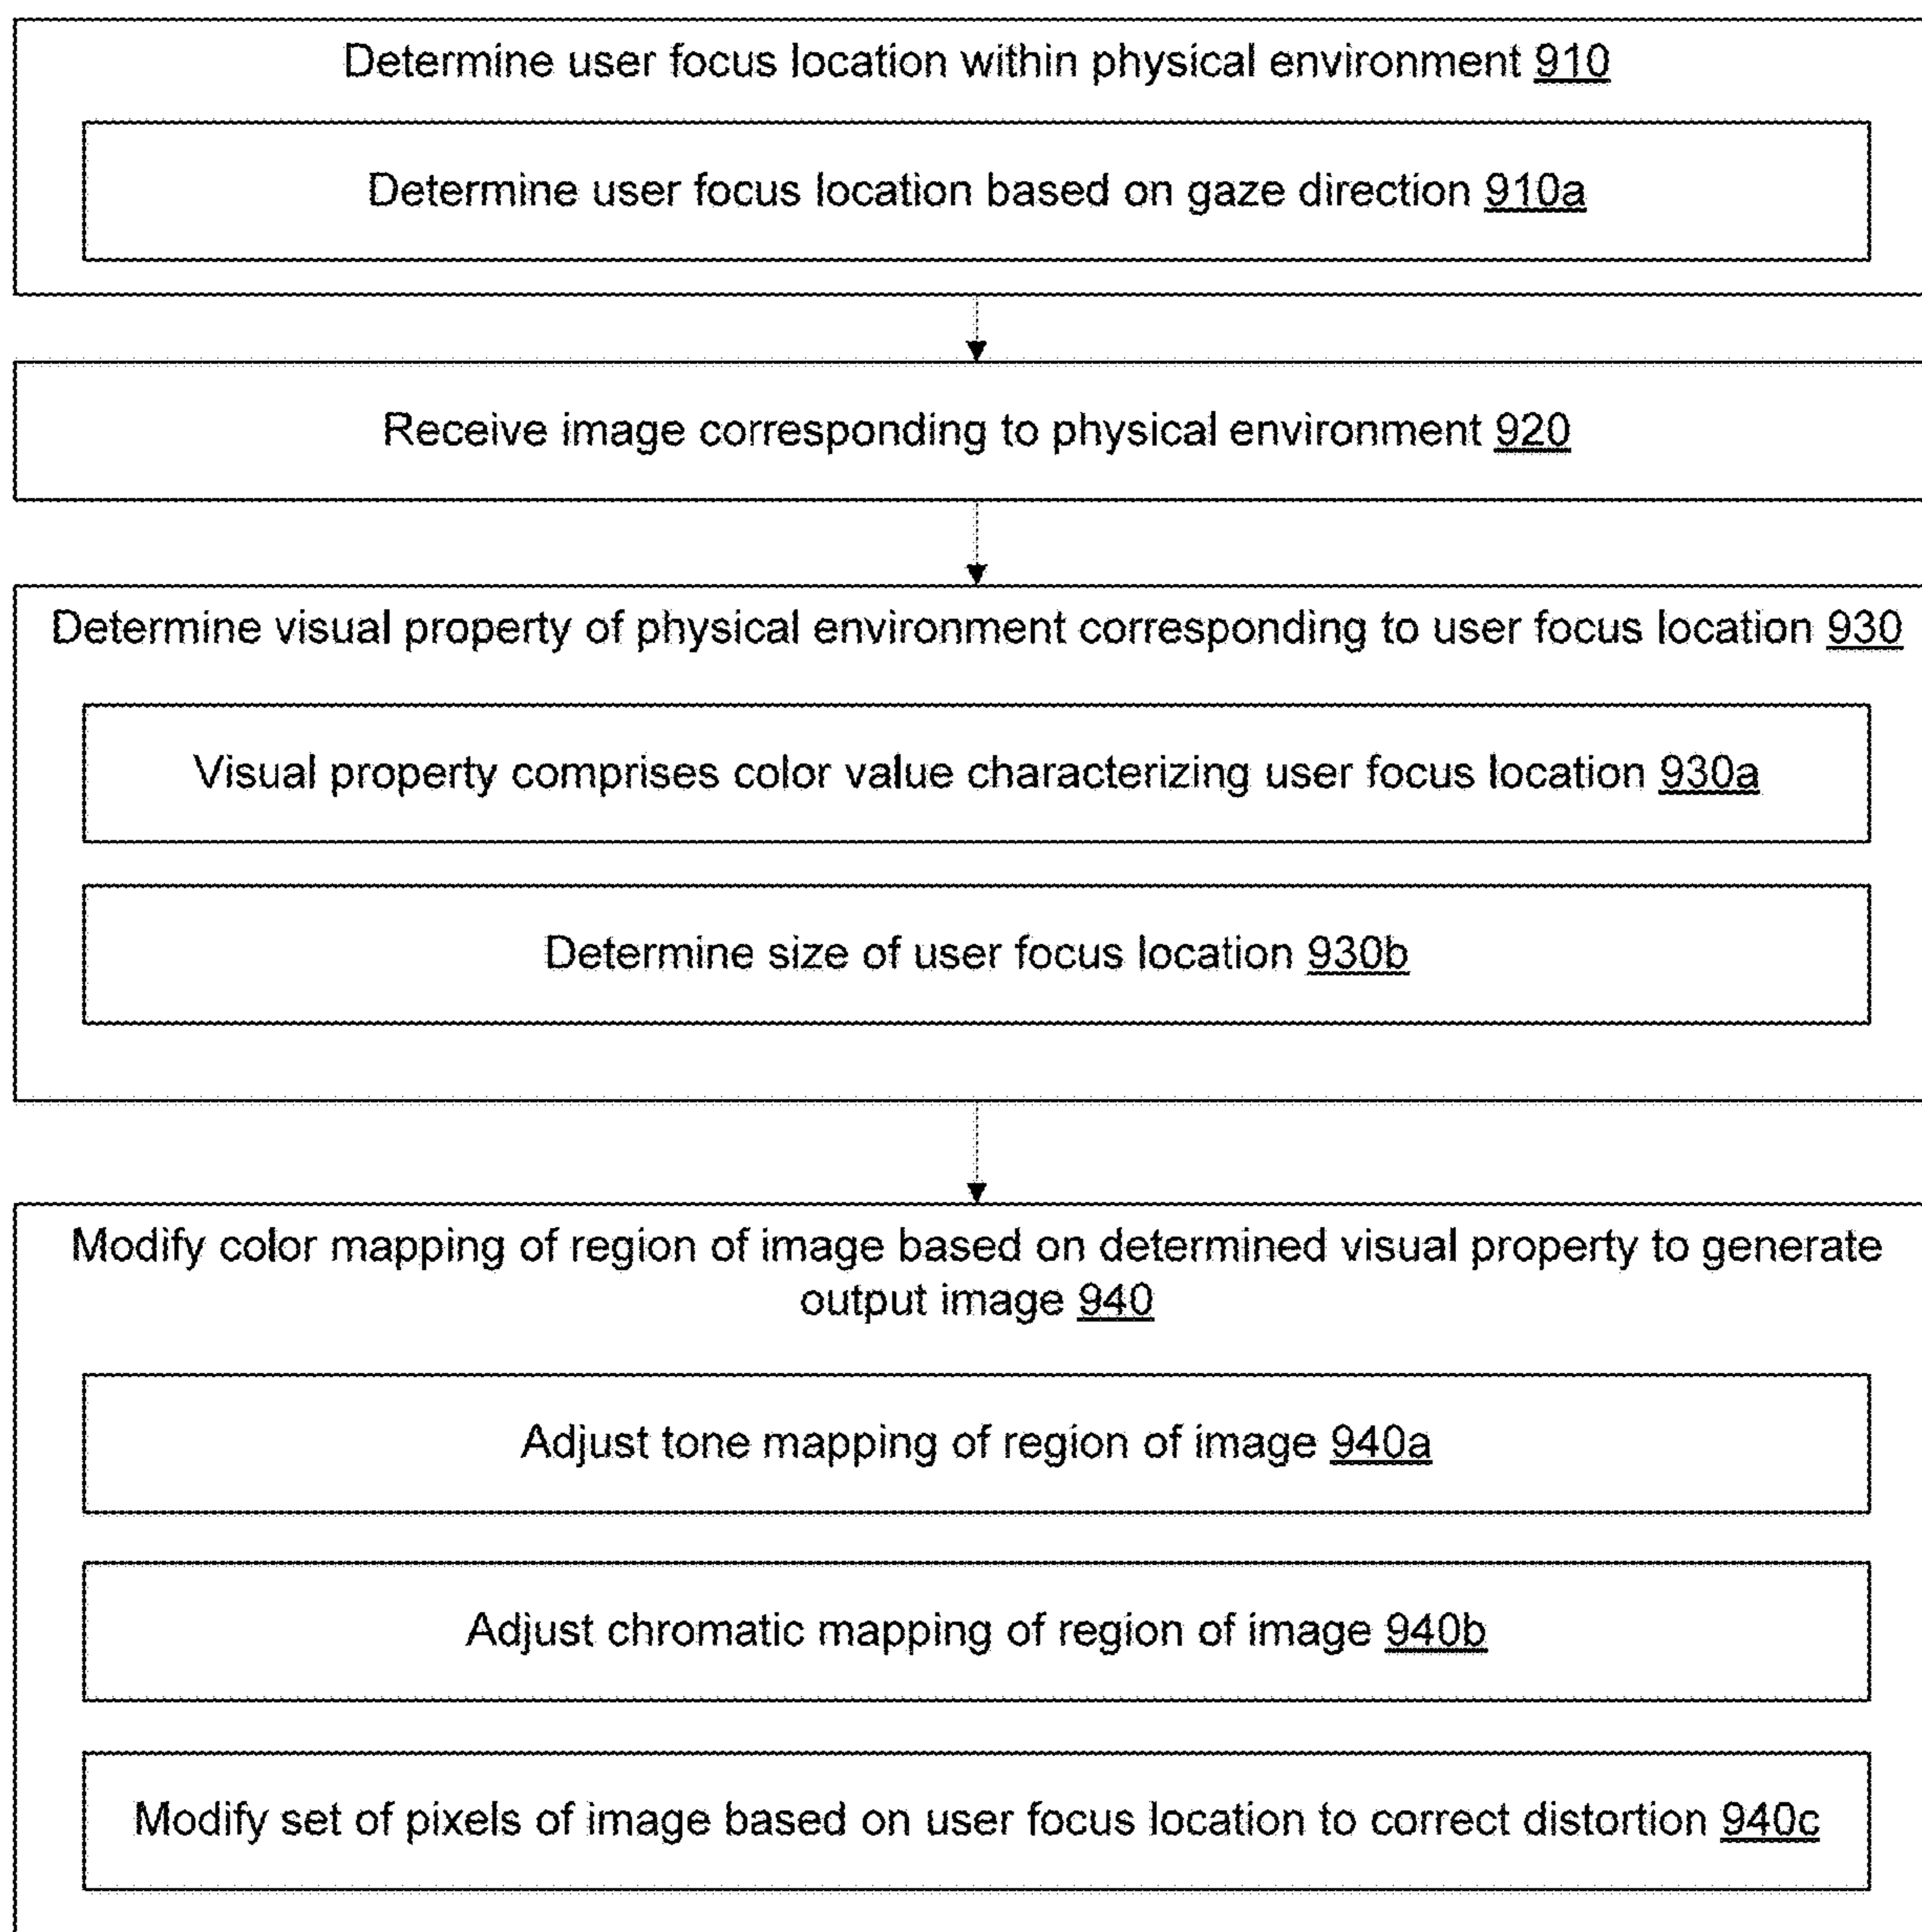 Determine user focus location within physical environment 910
Determine user focus location based on gaze direction 910a
Receive image corresponding to physical environment 920
Determine visual property of physical environment corresponding to user focus location 930
Visual property comprises color value characterizing user focus location 930a
Determine size of user focus location 930b
Modify color mapping of region of image based on determined visual property to generate
output image 940
Adjust tone mapping of region of image 940a
Adjust chromatic mapping of region of image 940b
Modify set of pixels of image based on user focus location to correct distortion 940c